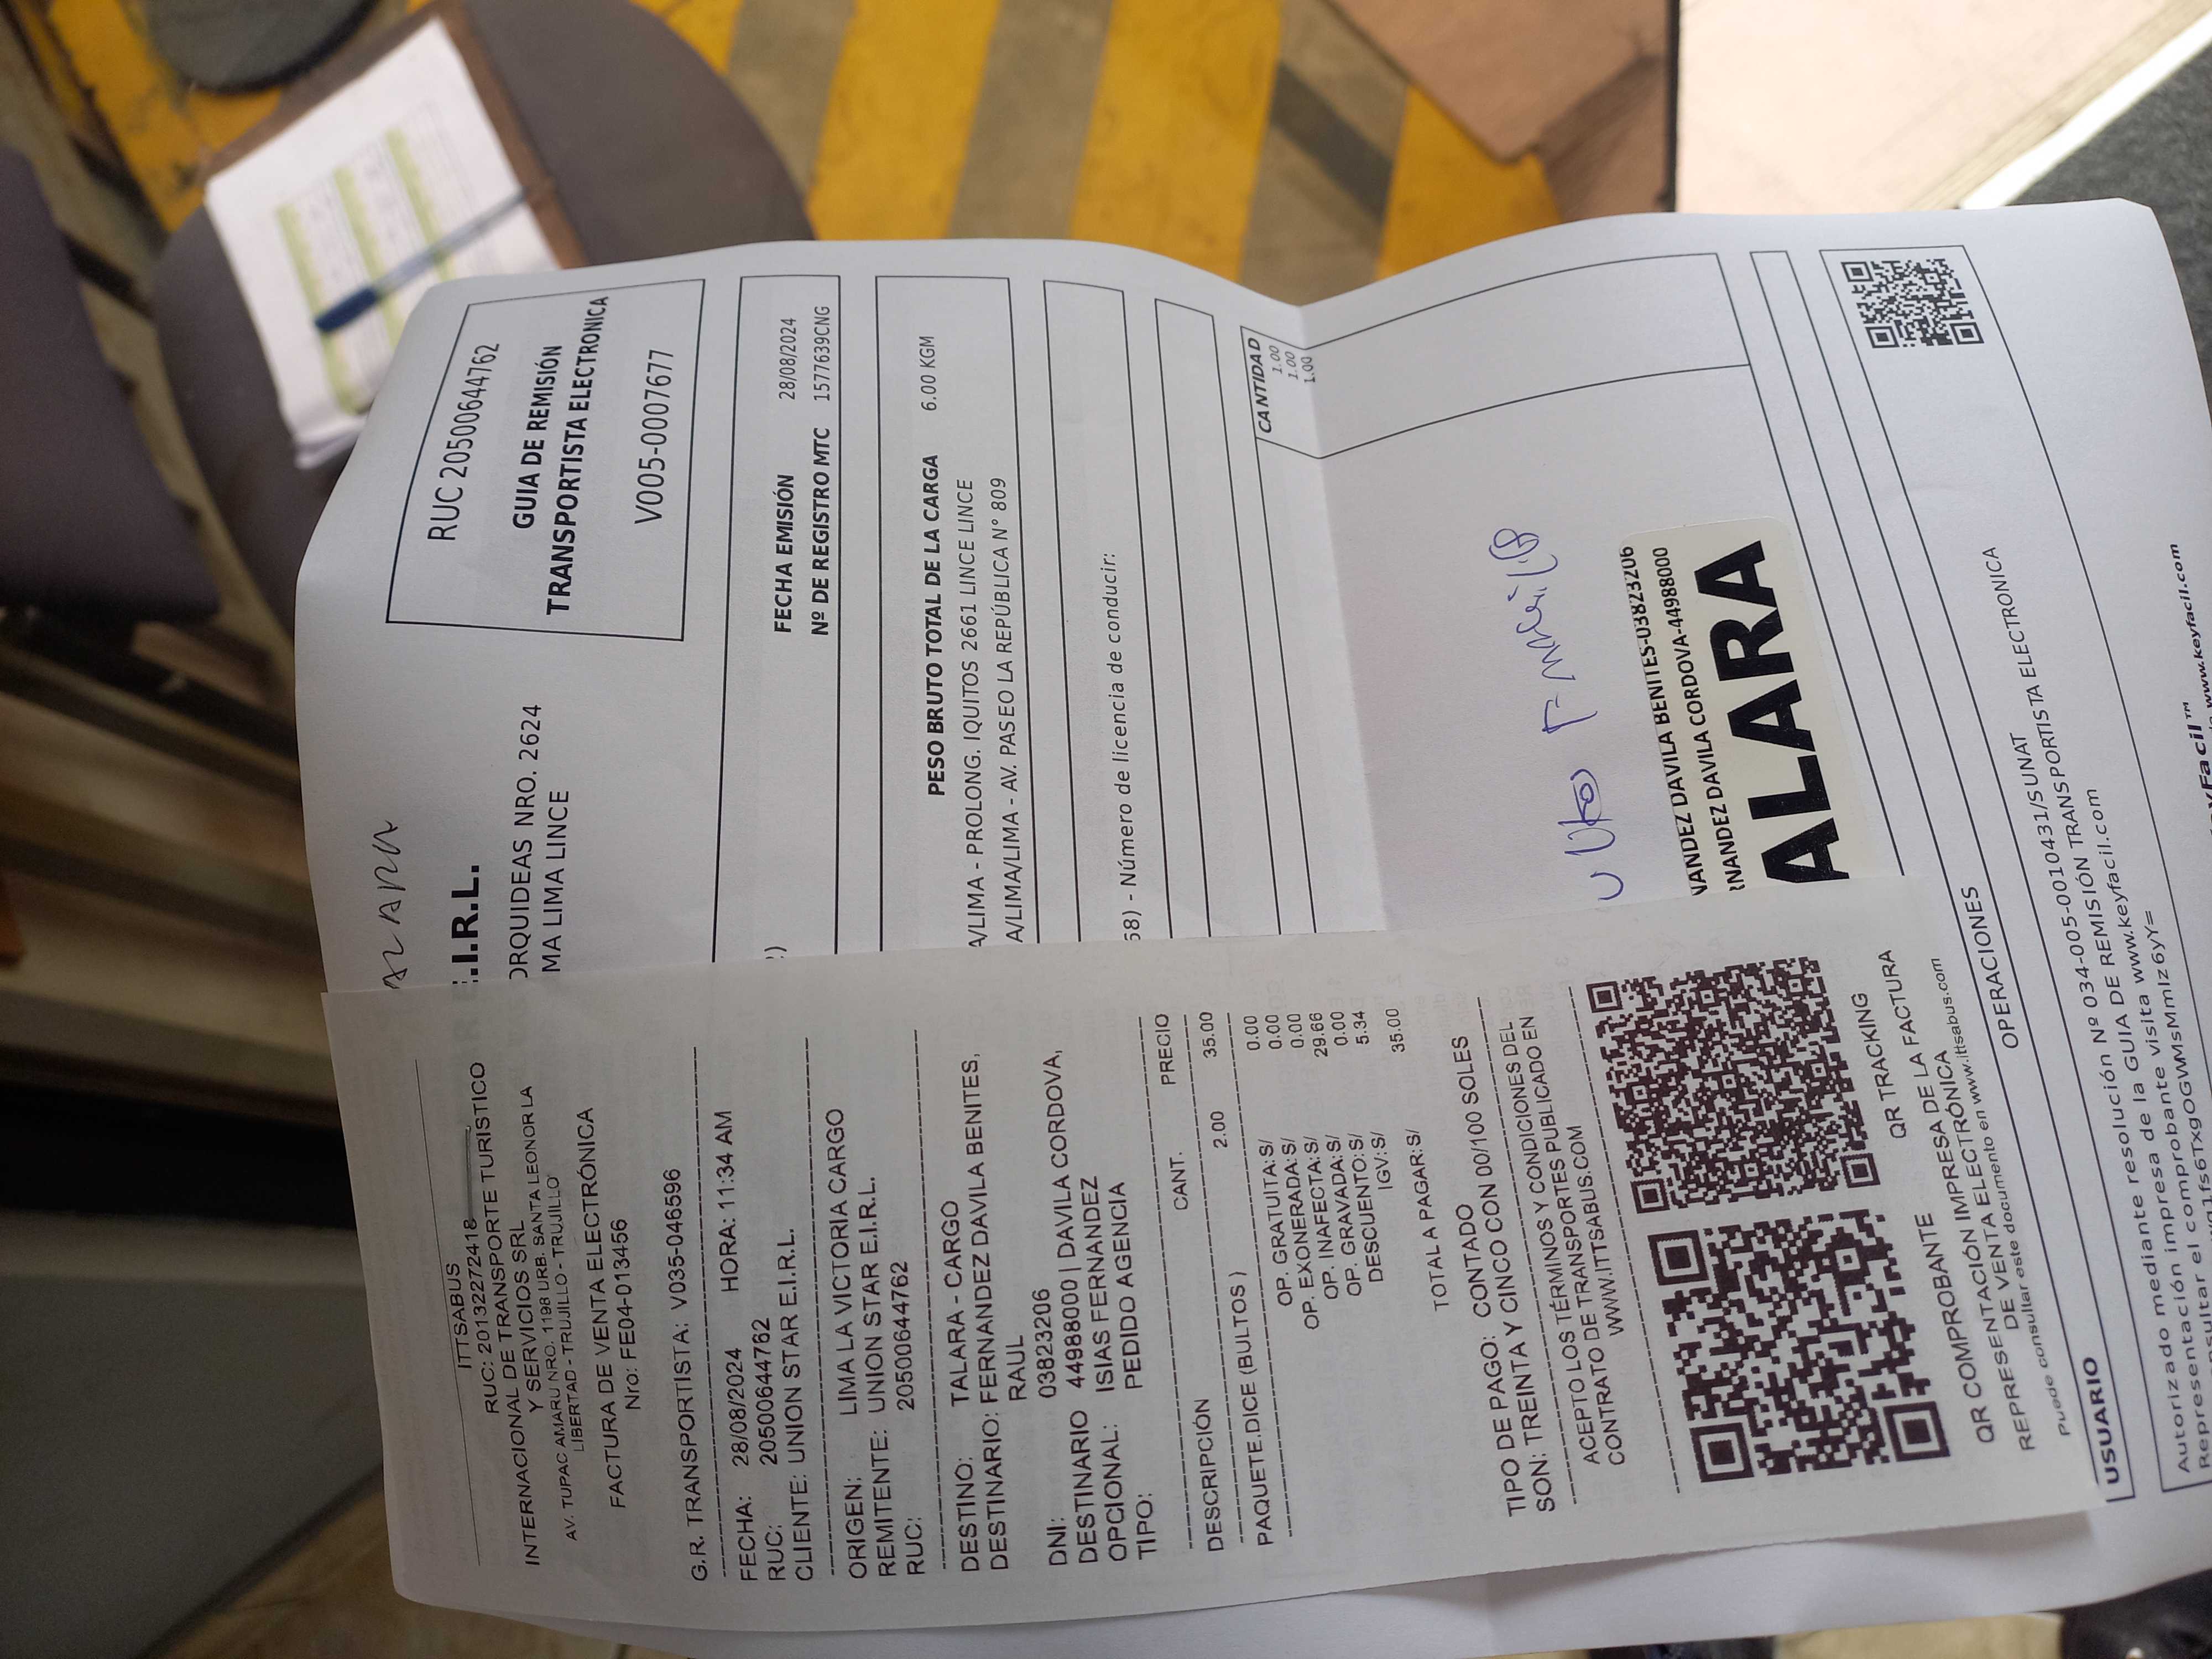 ITTSABUS
RUC: 20132272418
INTERNACIONAL DE TRANSPORTE TURISTICO
Y SERVICIOS SRL
AV. TUPAC AMARU NRO. 1198 URB. SANTA LEONOR LA
LIBERTAD - TRUJILLO - TRUJILLO
FACTURA DE VENTA ELECTRÓNICA
Nro: FE04-013456
G.R. TRANSPORTISTA: V035-046596
FECHA: 28/08/2024 HORA: 11:34 AM
RUC: 20500644762
CLIENTE: UNION STAR E.I.R.L.
ORIGEN: LIMA LA VICTORIA CARGO
REMITENTE: UNION STAR E.I.R.L.
RUC: 20500644762
DESTINO: TALARA - CARGO
DESTINATARIO: FERNANDEZ DAVILA BENITES,
RAUL
DNI: 03823206
DESTINATARIO 44988000 | DAVILA CORDOVA,
OPCIONAL: ISIAS FERNANDEZ
TIPO: PEDIDO AGENCIA
DESCRIPCIÓN CANT. PRECIO
PAQUETE.DICE (BULTOS ) 2.00 35.00
OP. GRATUITA:S/ 0.00
OP. EXONERADA:S/ 0.00
OP. INAFECTA:S/ 0.00
OP. GRAVADA:S/ 29.66
DESCUENTO:S/ 0.00
IGV:S/ 5.34
TOTAL A PAGAR:S/ 35.00
TIPO DE PAGO: CONTADO
SON: TREINTA Y CINCO CON 00/100 SOLES
ACEPTO LOS TÉRMINOS Y CONDICIONES DEL
CONTRATO DE TRANSPORTES PUBLICADO EN
WWW.ITTSABUS.COM
QR COMPROBANTE QR TRACKING
REPRESENTACIÓN IMPRESA DE LA FACTURA
DE VENTA ELECTRÓNICA
Puede consultar este documento en www.ittsabus.com
ALARA
E.I.R.L.
ORQUIDEAS NRO. 2624
MA LIMA LINCE
RUC 20500644762
GUIA DE REMISIÓN
TRANSPORTISTA ELECTRONICA
V005-0007677
FECHA EMISIÓN 28/08/2024
Nº DE REGISTRO MTC 1577639CNG
PESO BRUTO TOTAL DE LA CARGA 6.00 KGM
A/LIMA - PROLONG. IQUITOS 2661 LINCE LINCE
A/LIMA/LIMA - AV. PASEO LA REPÚBLICA N° 809
68) - Número de licencia de conducir:
CANTIDAD
1.00
1.00
1.00
NANDEZ DAVILA BENITES-03823206
RNANDEZ DAVILA CORDOVA-44988000
ALARA
USUARIO
OPERACIONES
QR DE LA FACTURA
Autorizado mediante resolución Nº 034-005-0010431/SUNAT
Representación impresa de la GUIA DE REMISIÓN TRANSPORTISTA ELECTRONICA
Consultar el comprobante visita www.keyfacil.com